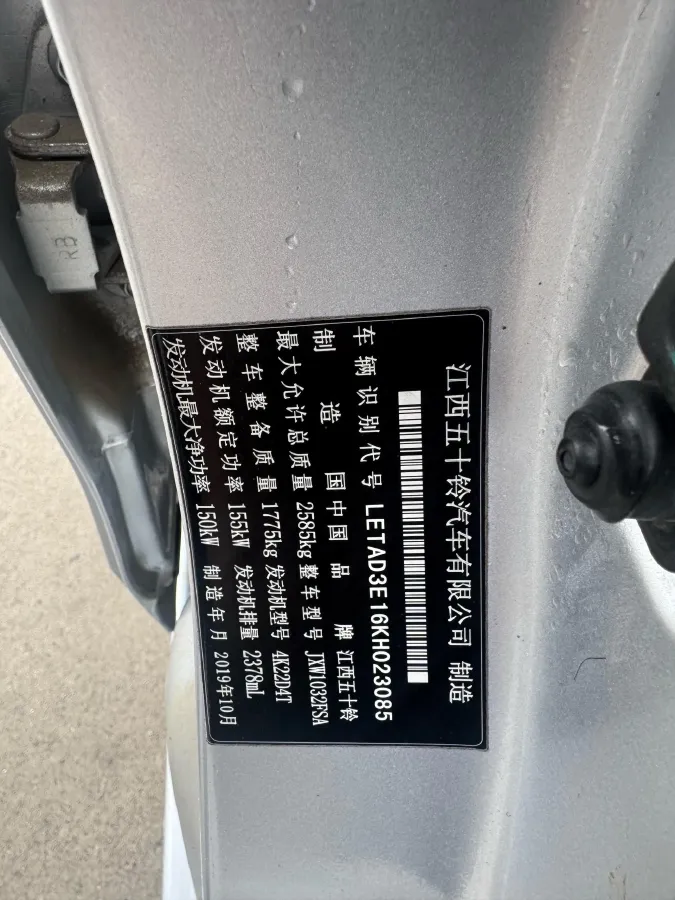 江西五十铃汽车有限公司 制造
车辆识别代号 LETAD3E16KH023085
制造国 中国 品牌 江西五十铃
最大允许总质量 2585kg 整车型号 JXW1032FSA
整车整备质量 1775kg 发动机型号 4K22D4T
发动机额定功率 155kW 发动机排量 2378mL
发动机最大净功率 150kW 制造年月 2019年10月
RB